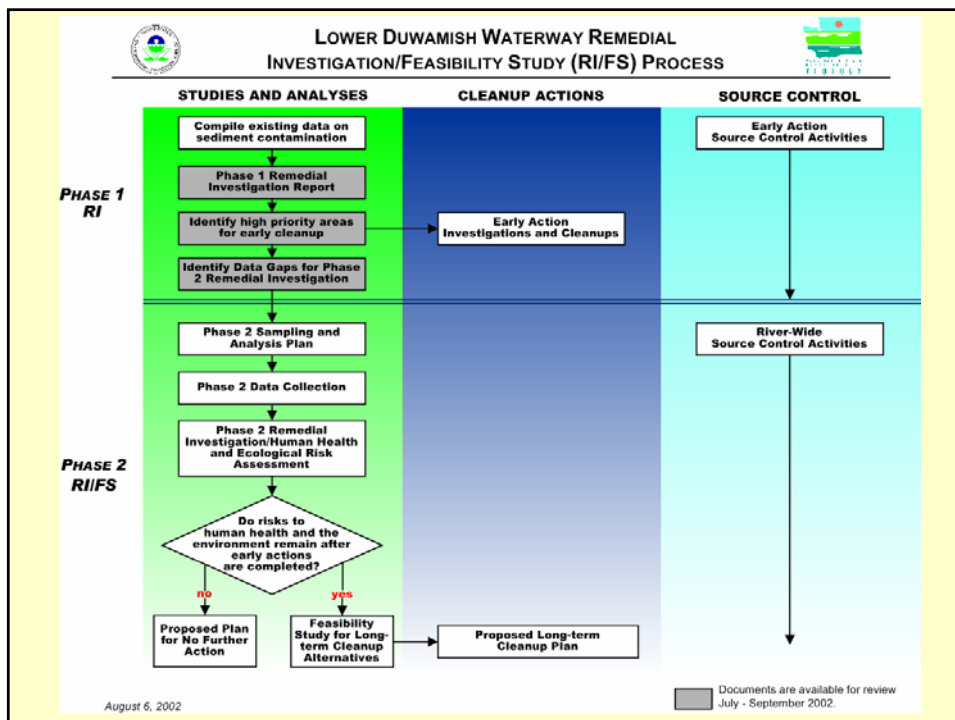 LOWER DUWAMISH WATERWAY REMEDIAL
INVESTIGATION/FEASIBILITY STUDY (RI/FS) PROCESS
ECOLOGY
STUDIES AND ANALYSES
CLEANUP ACTIONS
SOURCE CONTROL
PHASE 1
RI
Compile existing data on
sediment contamination
Early Action
Source Control Activities
Phase 1 Remedial
Investigation Report
Identify high priority areas
for early cleanup
Early Action
Investigations and Cleanups
Identify Data Gaps for Phase
2 Remedial Investigation
PHASE 2
RI/FS
Phase 2 Sampling and
Analysis Plan
River-Wide
Source Control Activities
Phase 2 Data Collection
Phase 2 Remedial
Investigation/Human Health
and Ecological Risk
Assessment
Do risks to
human health and the
environment remain after
early actions
are completed?
no
yes
Proposed Plan
for No Further
Action
Feasibility
Study for Long-
term Cleanup
Alternatives
Proposed Long-term
Cleanup Plan
August 6, 2002
Documents are available for review
July - September 2002.